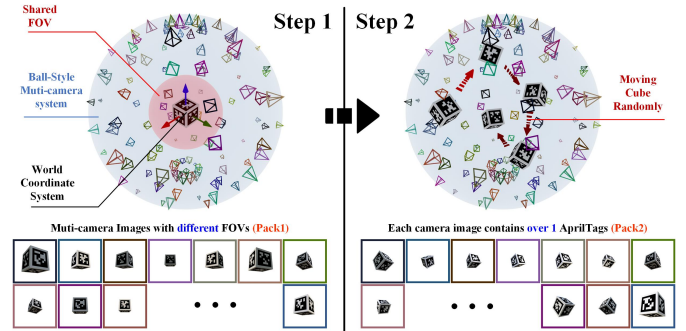 Step 1
Shared
FOV
Ball-Style
Muti-camera
system
World
Coordinate
System
Muti-camera Images with different FOVs (Pack1)
Step 2
Moving
Cube
Randomly
Each camera image contains over 1 AprilTags (Pack2)